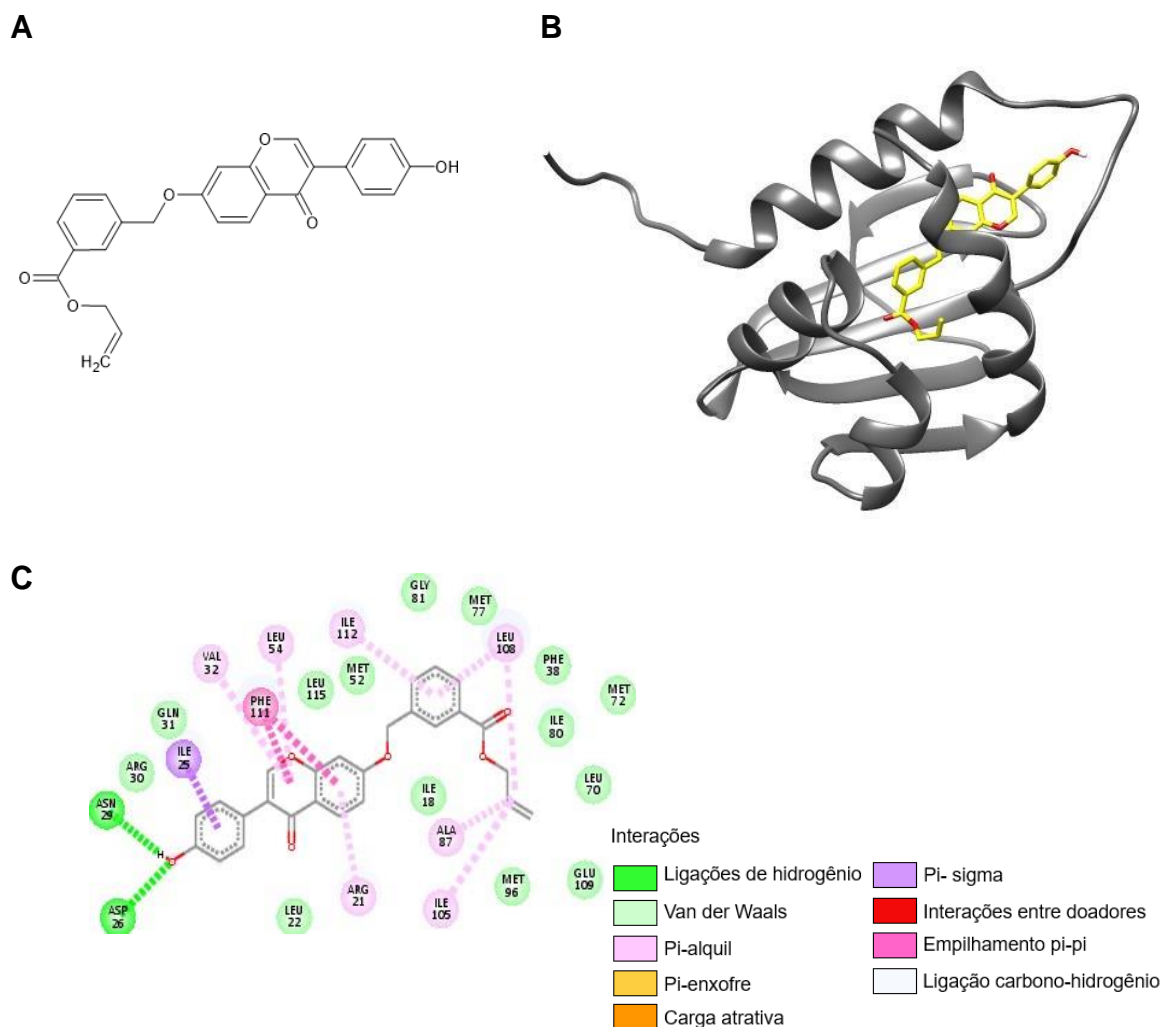 A
B
O
O
OH
O
O
O
H₂C
C
GLY
81
MET
77
ILE
112
LEU
54
LEU
108
VAL
32
PHE
38
MET
52
LEU
115
MET
72
PHE
111
GLN
31
ILE
80
ILE
25
ARG
30
LEU
70
ILE
18
ASN
29
ALA
87
H
ARG
21
MET
96
GLU
109
ILE
105
LEU
22
ASP
26
Interações
Ligações de hidrogênio
Van der Waals
Pi-alquil
Pi-enxofre
Carga atrativa
Pi- sigma
Interações entre doadores
Empilhamento pi-pi
Ligação carbono-hidrogênio